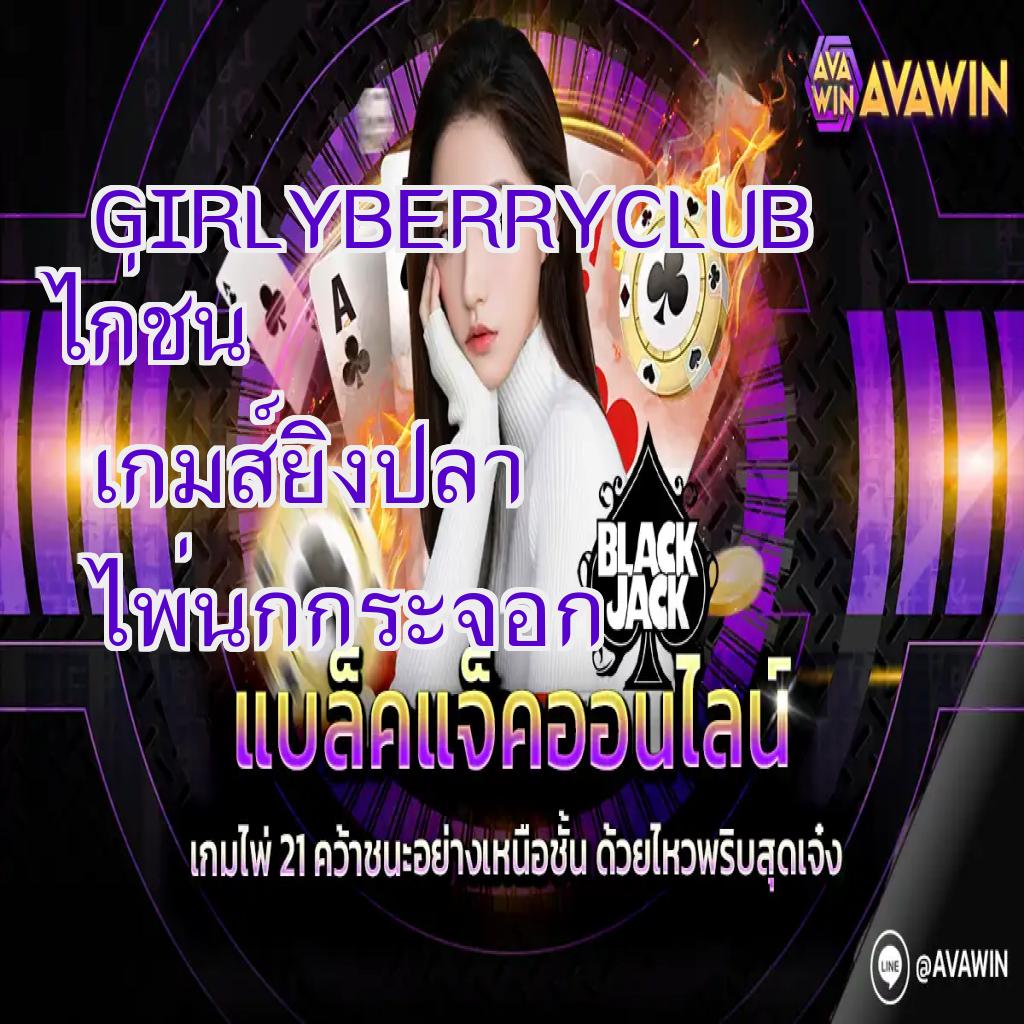 AVA
WIN
AVAWIN
GIRLYBERRYCLUB
ไก่ชน
เกมส์ยิงปลา
ไพ่นกกระจอก
A
BLACK
JACK
แบล็คแจ็คออนไลน์
เกมไพ่ 21 คว้าชนะอย่างเหนือชั้น ด้วยไหวพริบสุดเจ๋ง
LINE
@AVAWIN